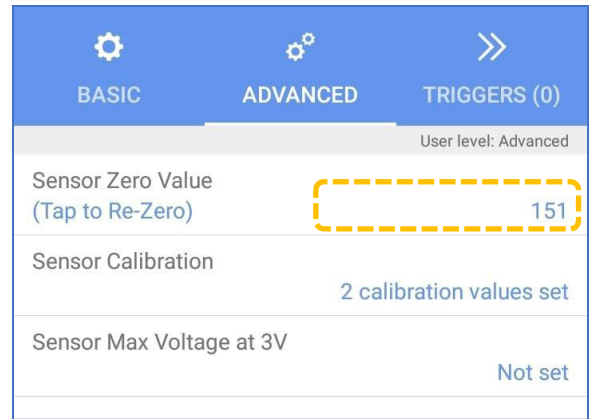 BASIC ADVANCED TRIGGERS (0)
User level: Advanced
Sensor Zero Value
(Tap to Re-Zero) 151
Sensor Calibration
2 calibration values set
Sensor Max Voltage at 3V
Not set